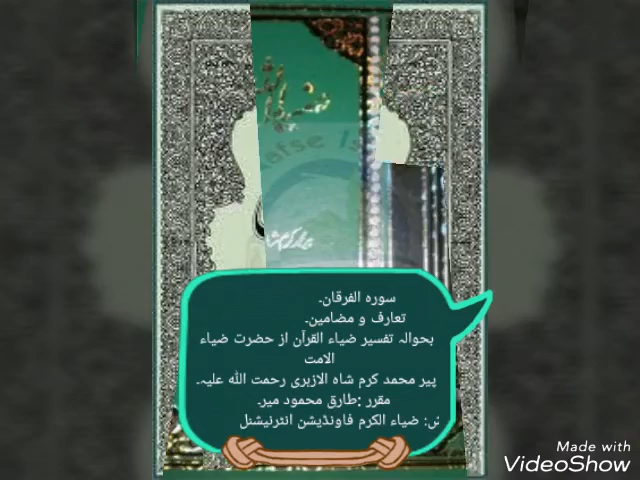 سورہ الفرقان۔
تعارف و مضامین۔
بحوالہ تفسیر ضیاء القرآن از حضرت ضیاء
الامت
پیر محمد کرم شاہ الازہری رحمت اللہ علیہ۔
مقرر :طارق محمود میر۔
ش: ضیاء الکرم فاونڈیشن انٹرنیشنل
Made with
VideoShow